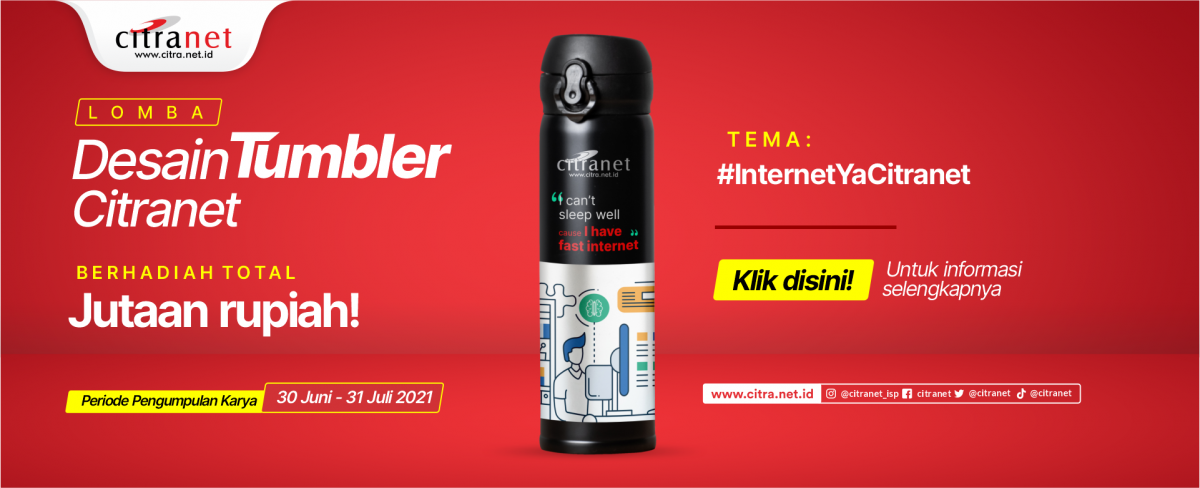 citranet
www.citra.net.id
LOMBA
Desain Tumbler
Citranet
BERHADIAH TOTAL
Jutaan rupiah!
Periode Pengumpulan Karya
30 Juni - 31 Juli 2021
citranet
www.citra.net.id
“I can't
sleep well
cause I have
fast internet”
TEMA:
#InternetYaCitranet
Klik disini!
Untuk informasi
selengkapnya
www.citra.net.id @citranet_isp citranet @citranet @citranet